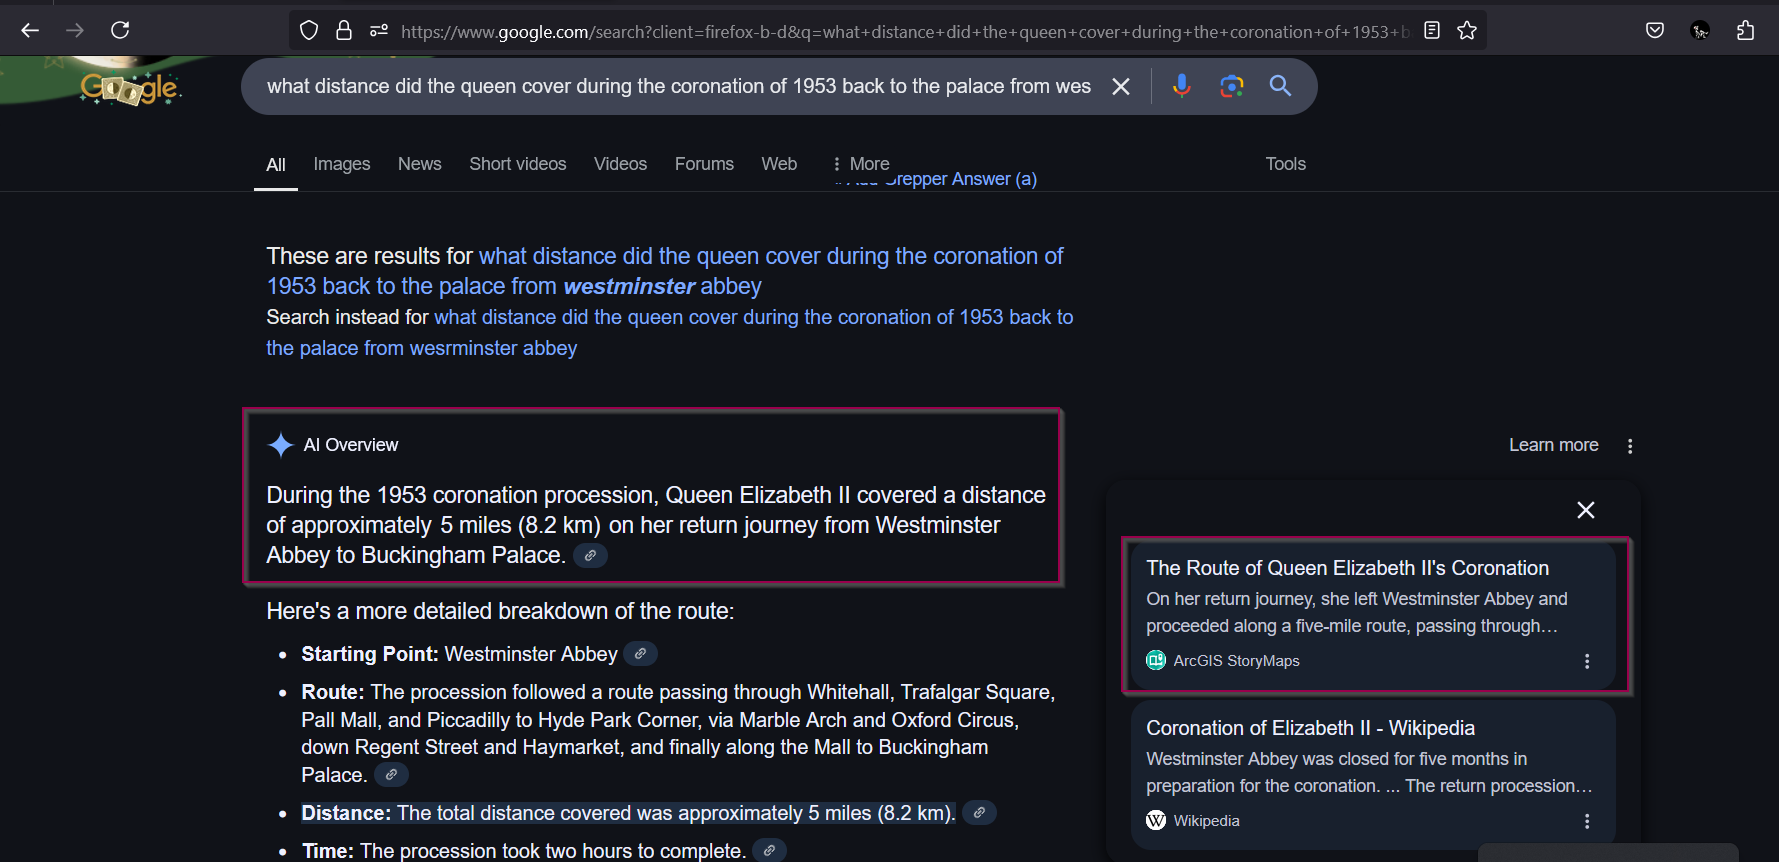 https://www.google.com/search?client=firefox-b-d&q=what+distance+did+the+queen+cover+during+the+coronation+of+1953+b
Google
what distance did the queen cover during the coronation of 1953 back to the palace from wes
All Images News Short videos Videos Forums Web More Tools
Grepper Answer (a)
These are results for what distance did the queen cover during the coronation of
1953 back to the palace from westminster abbey
Search instead for what distance did the queen cover during the coronation of 1953 back to
the palace from wesrminster abbey
AI Overview
Learn more
During the 1953 coronation procession, Queen Elizabeth II covered a distance
of approximately 5 miles (8.2 km) on her return journey from Westminster
Abbey to Buckingham Palace.
Here's a more detailed breakdown of the route:
• Starting Point: Westminster Abbey
• Route: The procession followed a route passing through Whitehall, Trafalgar Square,
Pall Mall, and Piccadilly to Hyde Park Corner, via Marble Arch and Oxford Circus,
down Regent Street and Haymarket, and finally along the Mall to Buckingham
Palace.
• Distance: The total distance covered was approximately 5 miles (8.2 km).
• Time: The procession took two hours to complete.
The Route of Queen Elizabeth II's Coronation
On her return journey, she left Westminster Abbey and
proceeded along a five-mile route, passing through…
ArcGIS StoryMaps
Coronation of Elizabeth II - Wikipedia
Westminster Abbey was closed for five months in
preparation for the coronation. ... The return procession…
W
Wikipedia